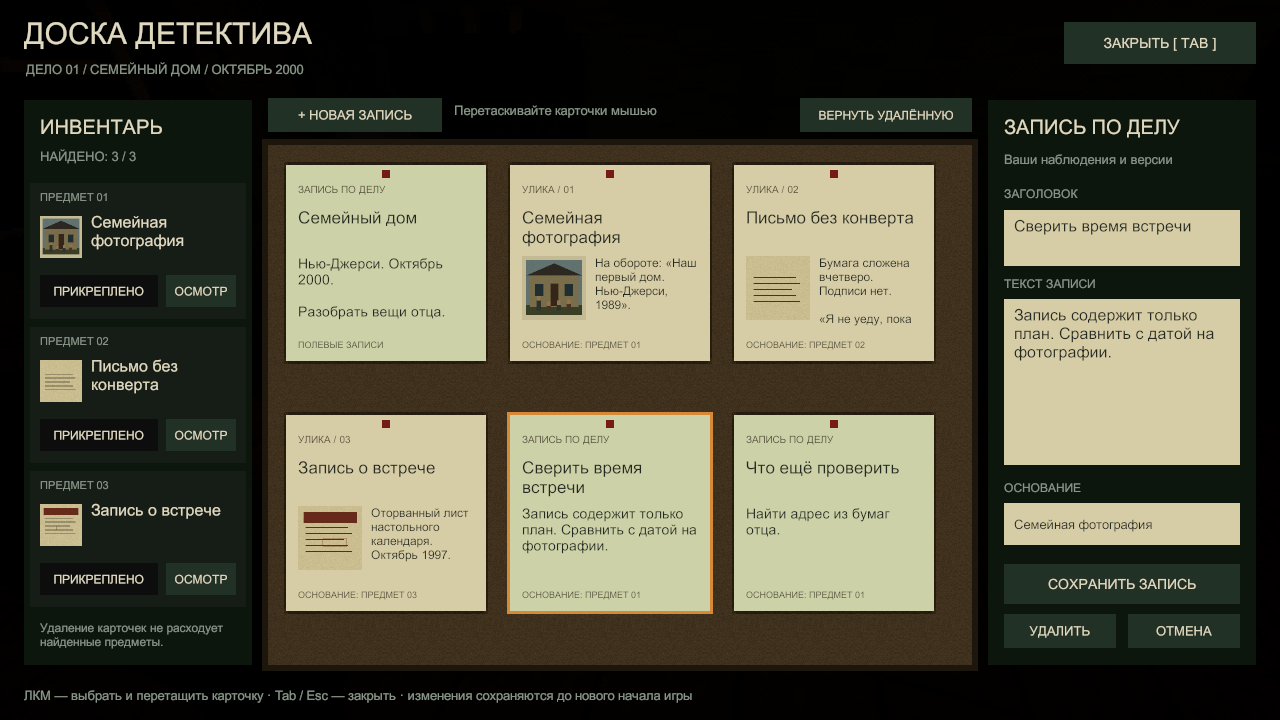 ДОСКА ДЕТЕКТИВА
ДЕЛО 01 / СЕМЕЙНЫЙ ДОМ / ОКТЯБРЬ 2000
ЗАКРЫТЬ [ TAB ]
ИНВЕНТАРЬ
НАЙДЕНО: 3 / 3
ПРЕДМЕТ 01
Семейная
фотография
ПРИКРЕПЛЕНО
ОСМОТР
ПРЕДМЕТ 02
Письмо без
конверта
ПРИКРЕПЛЕНО
ОСМОТР
ПРЕДМЕТ 03
Запись о встрече
ПРИКРЕПЛЕНО
ОСМОТР
Удаление карточек не расходует
найденные предметы.
+ НОВАЯ ЗАПИСЬ
Перетаскивайте карточки мышью
ВЕРНУТЬ УДАЛЁННУЮ
ЗАПИСЬ ПО ДЕЛУ
Семейный дом
Нью-Джерси. Октябрь
2000.
Разобрать вещи отца.
ПОЛЕВЫЕ ЗАПИСИ
УЛИКА / 01
Семейная
фотография
На обороте: «Наш
первый дом.
Нью-Джерси,
1989».
ОСНОВАНИЕ: ПРЕДМЕТ 01
УЛИКА / 02
Письмо без конверта
Бумага сложена
вчетверо.
Подписи нет.
«Я не уеду, пока
ОСНОВАНИЕ: ПРЕДМЕТ 02
УЛИКА / 03
Запись о встрече
Оторванный лист
настольного
календаря.
Октябрь 1997.
ОСНОВАНИЕ: ПРЕДМЕТ 03
ЗАПИСЬ ПО ДЕЛУ
Сверить время
встречи
Запись содержит только
план. Сравнить с датой на
фотографии.
ОСНОВАНИЕ: ПРЕДМЕТ 01
ЗАПИСЬ ПО ДЕЛУ
Что ещё проверить
Найти адрес из бумаг
отца.
ОСНОВАНИЕ: ПРЕДМЕТ 01
ЗАПИСЬ ПО ДЕЛУ
Ваши наблюдения и версии
ЗАГОЛОВОК
Сверить время встречи
ТЕКСТ ЗАПИСИ
Запись содержит только
план. Сравнить с датой на
фотографии.
ОСНОВАНИЕ
Семейная фотография
СОХРАНИТЬ ЗАПИСЬ
УДАЛИТЬ
ОТМЕНА
ЛКМ — выбрать и перетащить карточку · Tab / Esc — закрыть · изменения сохраняются до нового начала игры